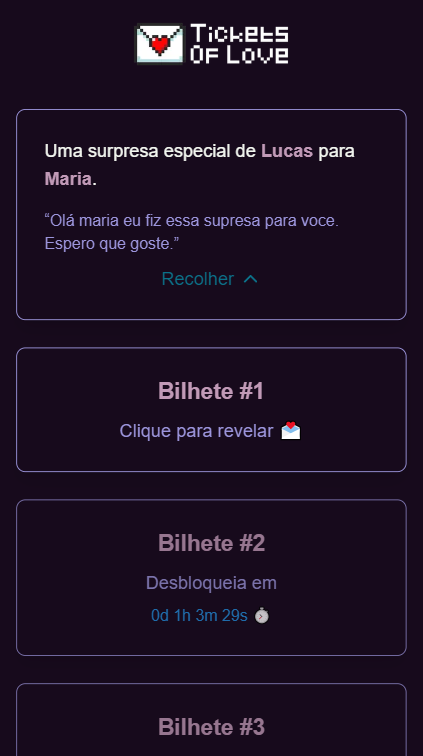 Tickets
Of Love
Uma surpresa especial de Lucas para
Maria.
“Olá maria eu fiz essa supresa para voce.
Espero que goste.”
Recolher
Bilhete #1
Clique para revelar
Bilhete #2
Desbloqueia em
0d 1h 3m 29s
Bilhete #3